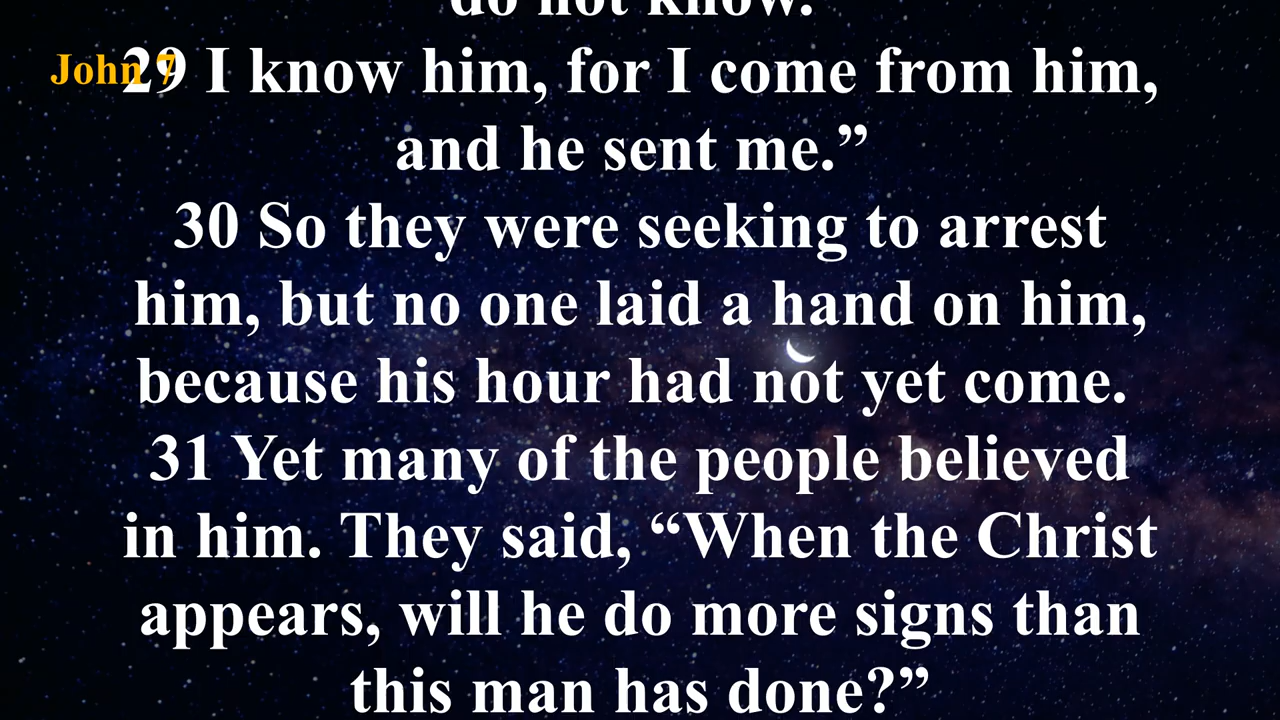 do not know.
John 7
29 I know him, for I come from him,
and he sent me.”
30 So they were seeking to arrest
him, but no one laid a hand on him,
because his hour had not yet come.
31 Yet many of the people believed
in him. They said, “When the Christ
appears, will he do more signs than
this man has done?”